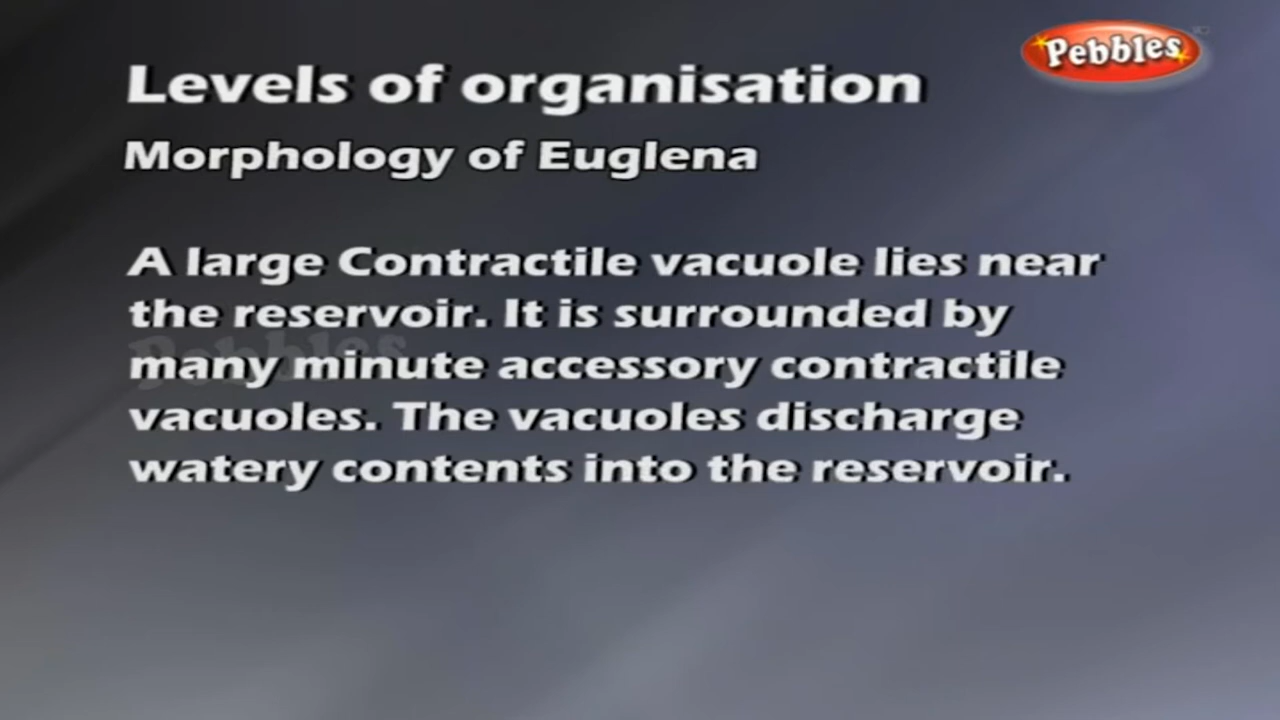 Pebbles
Levels of organisation
Morphology of Euglena
A large Contractile vacuole lies near
the reservoir. It is surrounded by
Pebbles
many minute accessory contractile
vacuoles. The vacuoles discharge
watery contents into the reservoir.